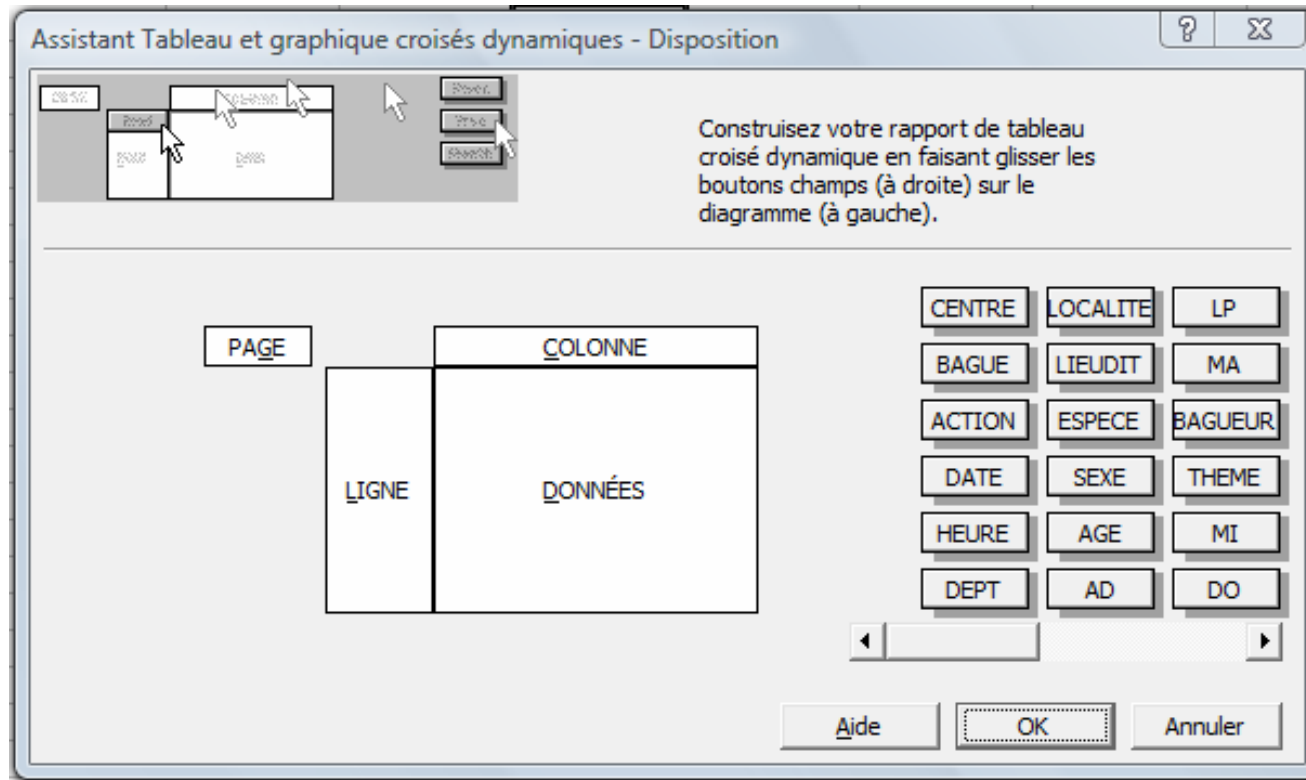 Assistant Tableau et graphique croisés dynamiques - Disposition
Construisez votre rapport de tableau
croisé dynamique en faisant glisser les
boutons champs (à droite) sur le
diagramme (à gauche).
PAGE
COLONNE
LIGNE
DONNÉES
CENTRE LOCALITE LP
BAGUE LIEUDIT MA
ACTION ESPECE BAGUEUR
DATE SEXE THEME
HEURE AGE MI
DEPT AD DO
Aide OK Annuler